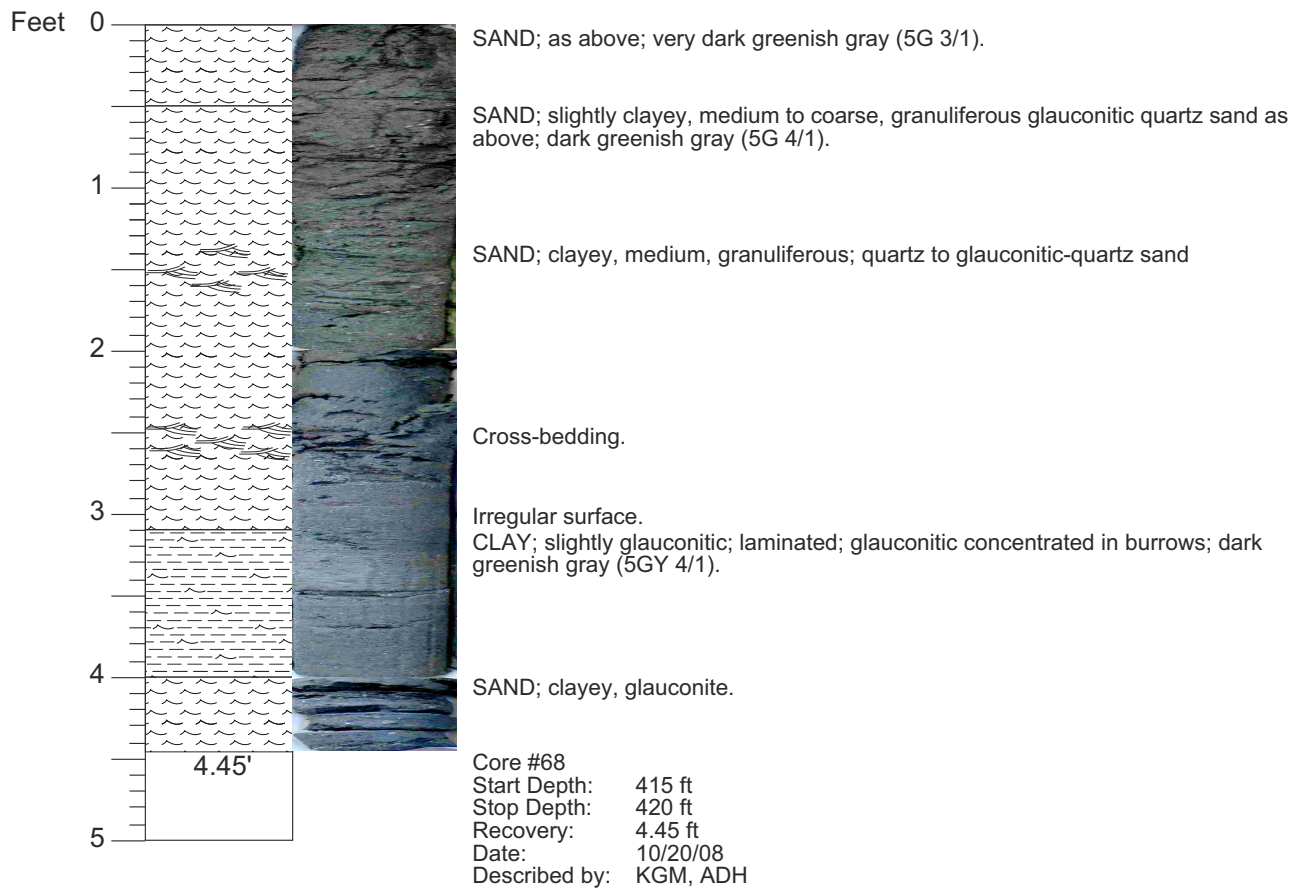 Feet 0
SAND; as above; very dark greenish gray (5G 3/1).
SAND; slightly clayey, medium to coarse, granuliferous glauconitic quartz sand as
above; dark greenish gray (5G 4/1).
1
SAND; clayey, medium, granuliferous; quartz to glauconitic-quartz sand
2
Cross-bedding.
3
Irregular surface.
CLAY; slightly glauconitic; laminated; glauconitic concentrated in burrows; dark
greenish gray (5GY 4/1).
4
SAND; clayey, glauconite.
4.45'
Core #68
Start Depth: 415 ft
Stop Depth: 420 ft
Recovery: 4.45 ft
5
Date: 10/20/08
Described by: KGM, ADH